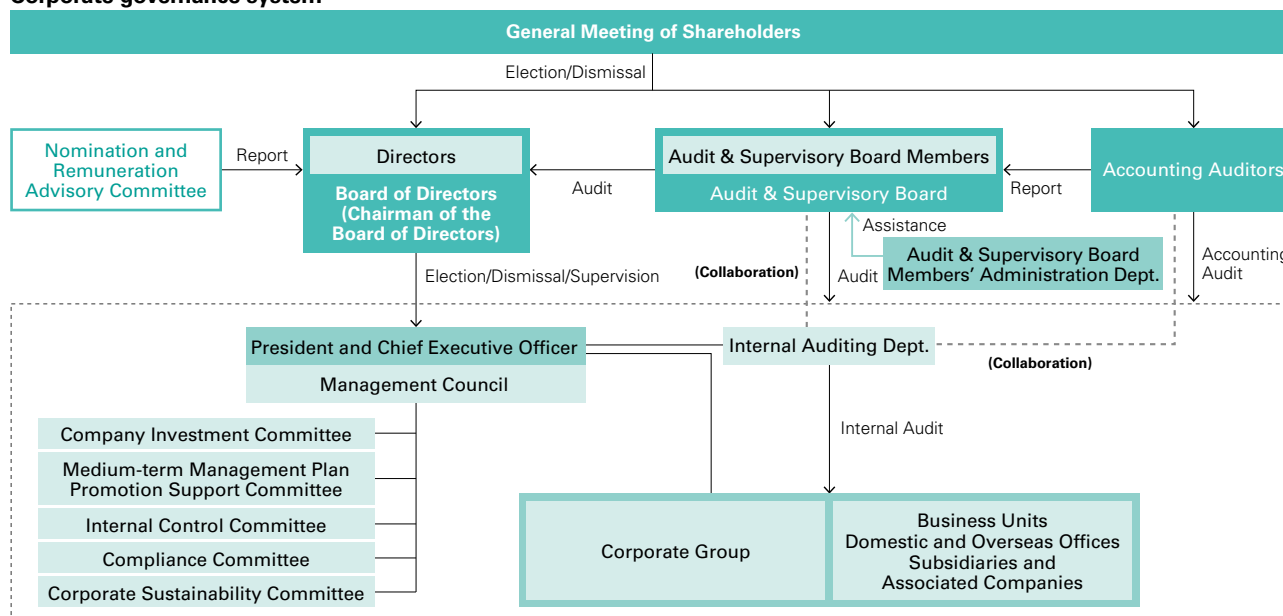 Corporate governance system
General Meeting of Shareholders
Election/Dismissal
Nomination and
Remuneration
Advisory Committee
Report
Directors
Board of Directors
(Chairman of the
Board of Directors)
Audit
Audit & Supervisory Board Members
Audit & Supervisory Board
Report
Accounting Auditors
Assistance
Audit & Supervisory Board
Members’ Administration Dept.
Election/Dismissal/Supervision
(Collaboration)
Audit
Accounting
Audit
President and Chief Executive Officer
Management Council
Internal Auditing Dept.
(Collaboration)
Company Investment Committee
Medium-term Management Plan
Promotion Support Committee
Internal Control Committee
Compliance Committee
Corporate Sustainability Committee
Internal Audit
Corporate Group
Business Units
Domestic and Overseas Offices
Subsidiaries and
Associated Companies